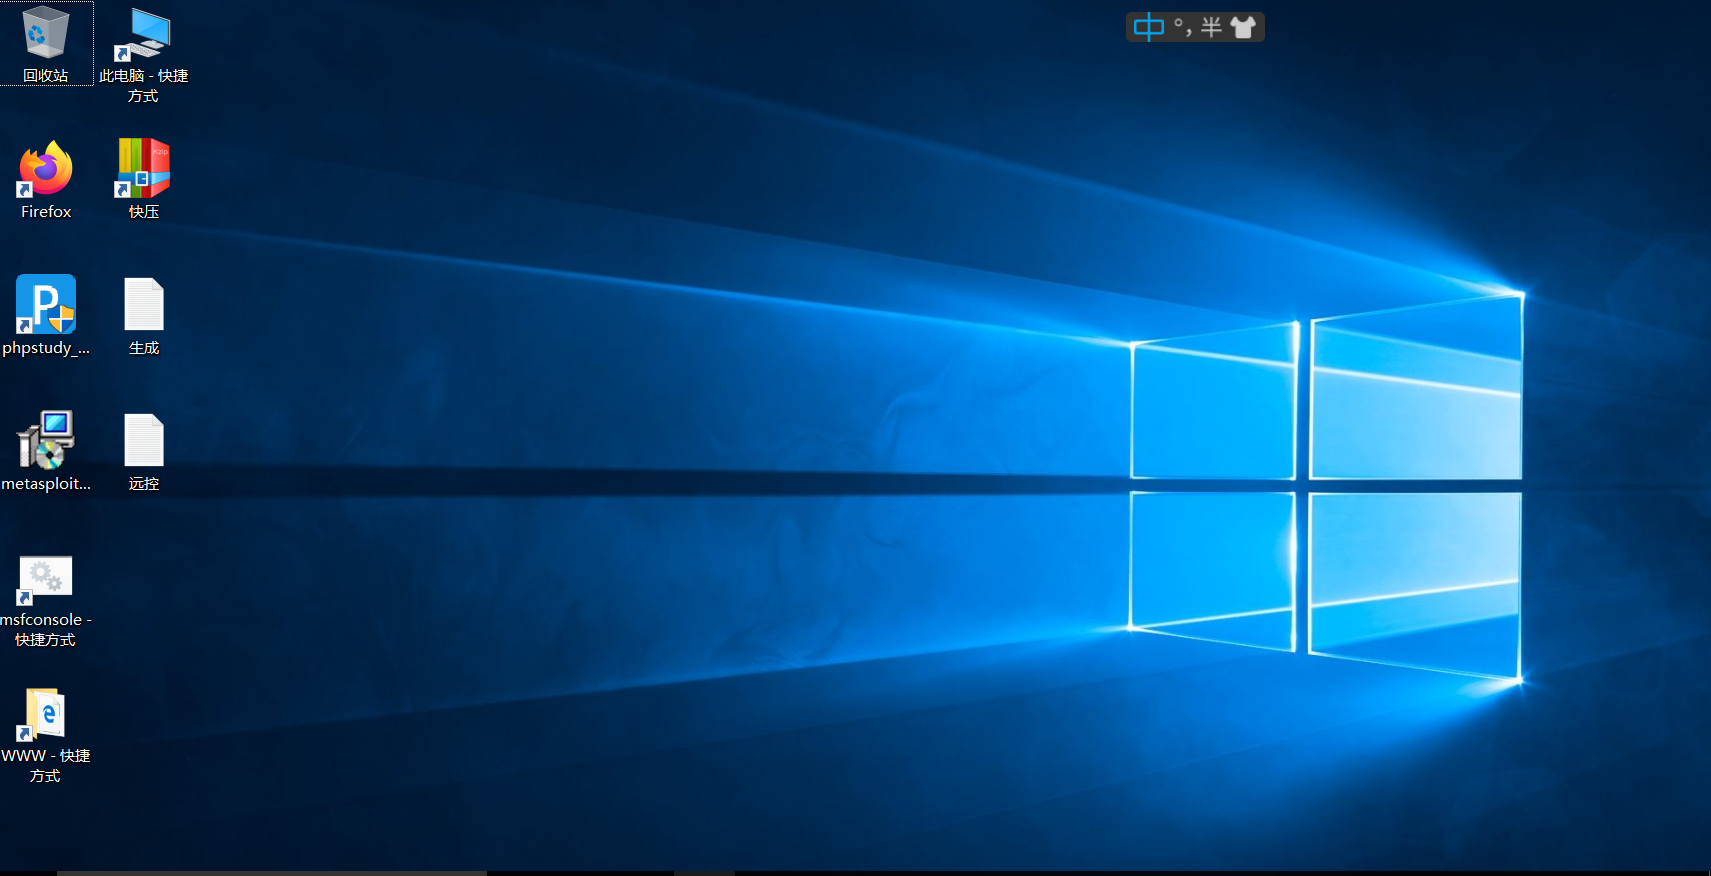 中 °, 半
回收站
此电脑 - 快捷
方式
Firefox
Kzip
快压
phpstudy_...
生成
metasploit...
远控
msfconsole -
快捷方式
WWW - 快捷
方式